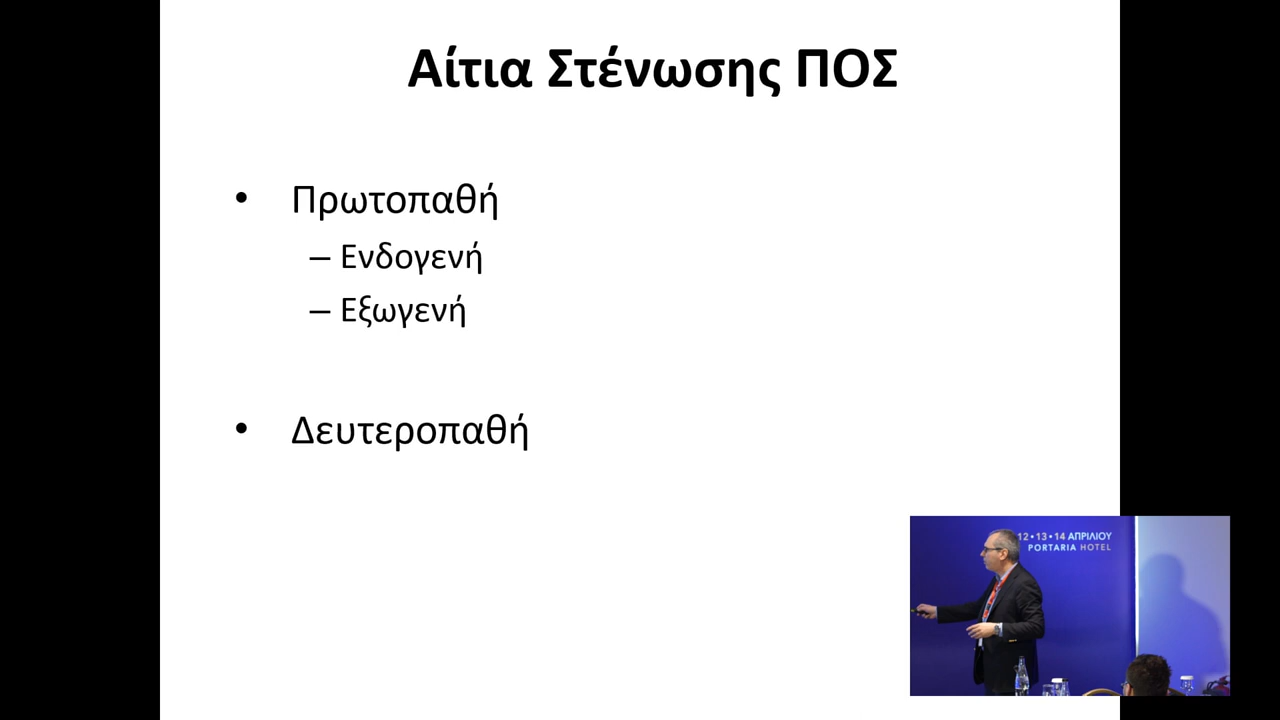 Αίτια Στένωσης ΠΟΣ
• Πρωτοπαθή
– Ενδογενή
– Εξωγενή
• Δευτεροπαθή
12•13•14 ΑΠΡΙΛΙΟΥ
PORTARIA HOTEL